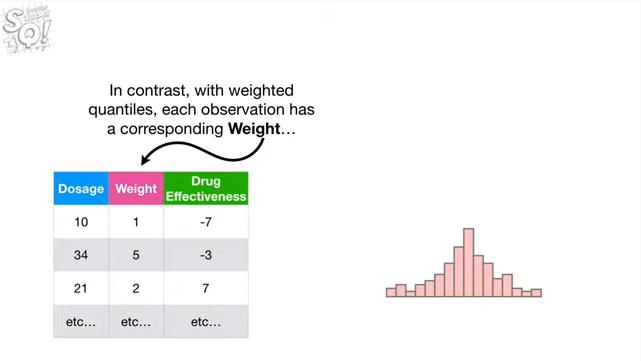 In contrast, with weighted
quantiles, each observation has
a corresponding Weight…
Dosage Weight Drug Effectiveness
10 1 -7
34 5 -3
21 2 7
etc… etc… etc…